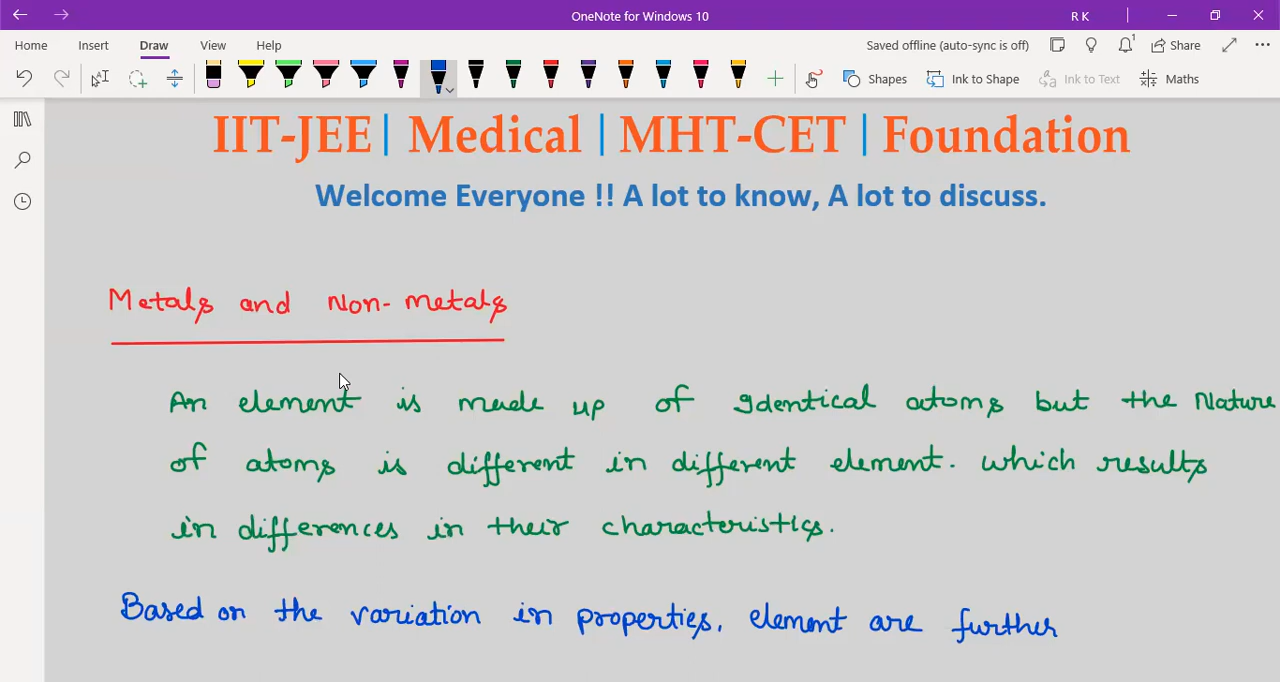 OneNote for Windows 10
R K
Home Insert Draw View Help
Saved offline (auto-sync is off)
1
Share
Shapes
Ink to Shape
Ink to Text
Maths
IIT-JEE | Medical | MHT-CET | Foundation
Welcome Everyone !! A lot to know, A lot to discuss.
Metals and Non-metals
An element is made up of Identical atoms but the Nature
of atoms is different in different element. which results
in differences in their characteristics.
Based on the variation in properties, element are further